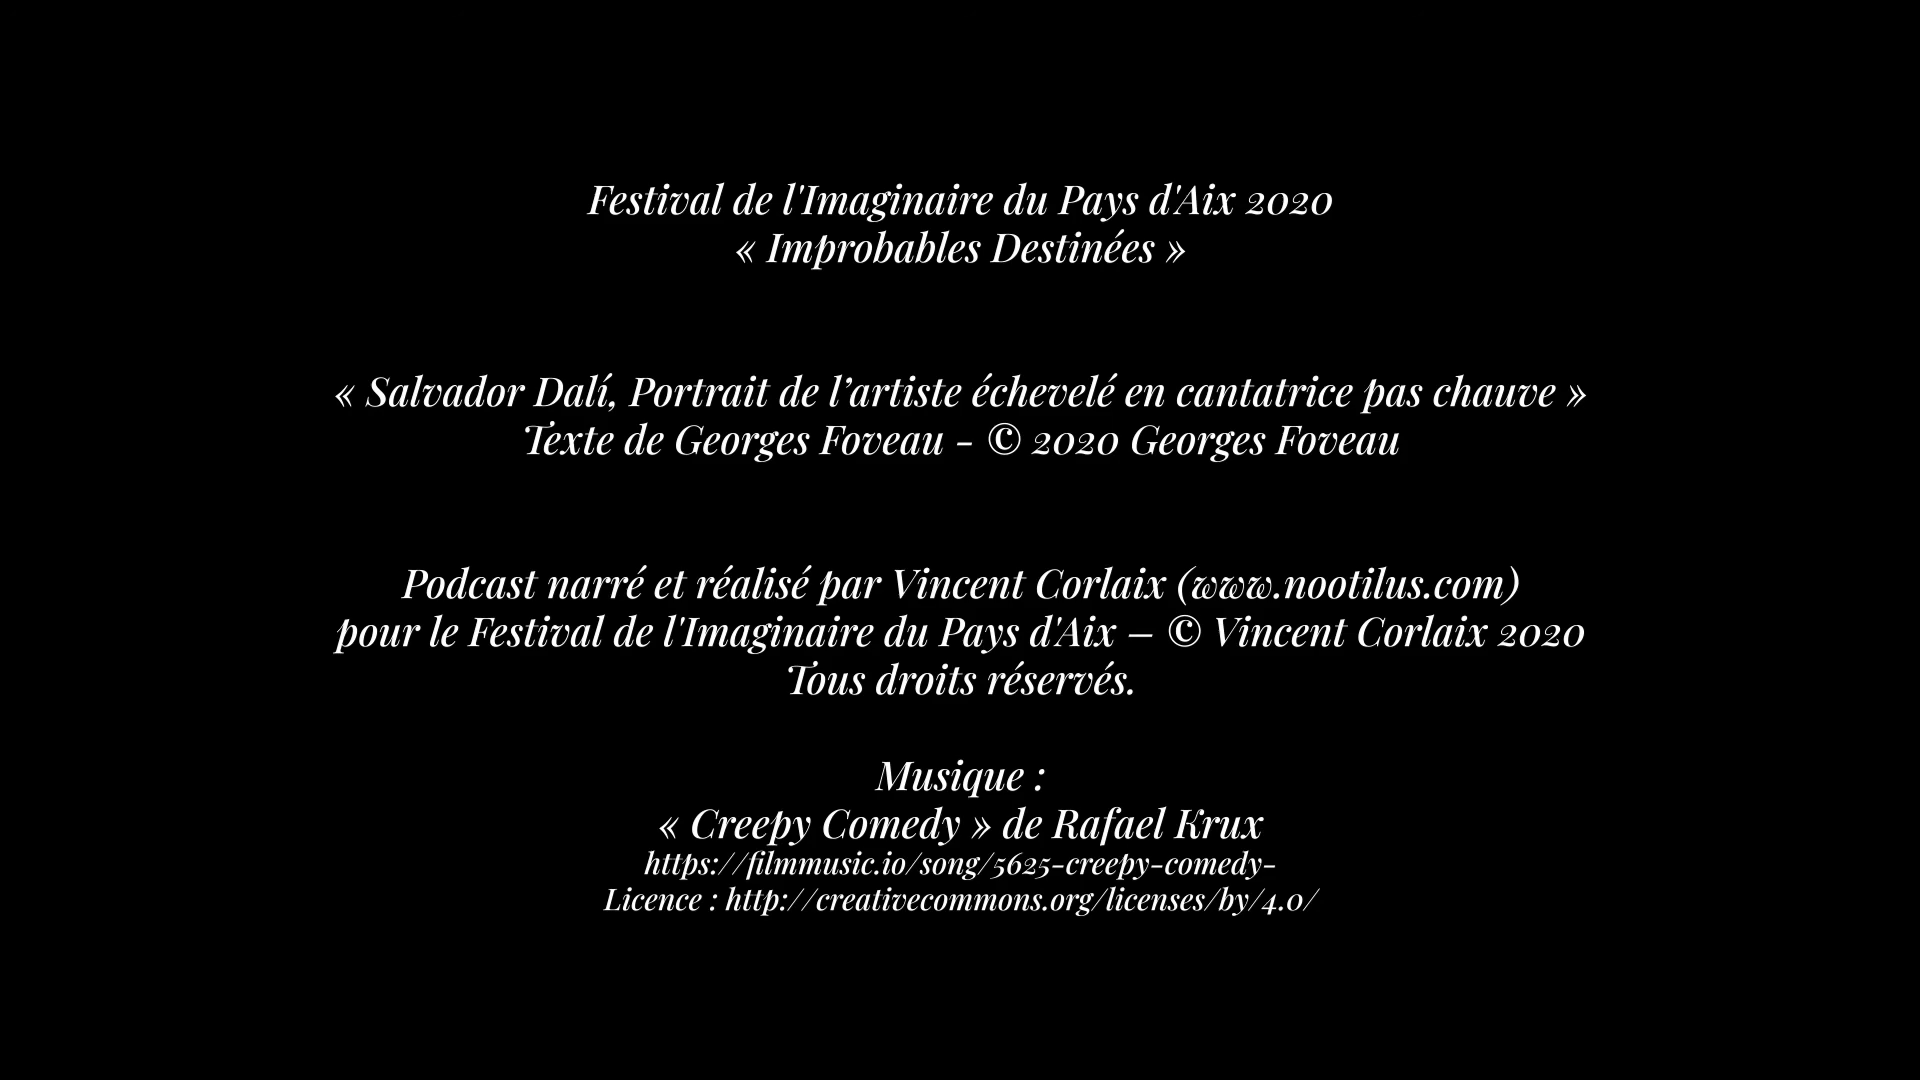 Festival de l'Imaginaire du Pays d'Aix 2020
« Improbables Destinées »
« Salvador Dalí, Portrait de l’artiste échevelé en cantatrice pas chauve »
Texte de Georges Foveau - © 2020 Georges Foveau
Podcast narré et réalisé par Vincent Corlaix (www.nootilus.com)
pour le Festival de l'Imaginaire du Pays d'Aix – © Vincent Corlaix 2020
Tous droits réservés.
Musique :
« Creepy Comedy » de Rafael Krux
https://filmmusic.io/song/5625-creepy-comedy-
Licence : http://creativecommons.org/licenses/by/4.0/